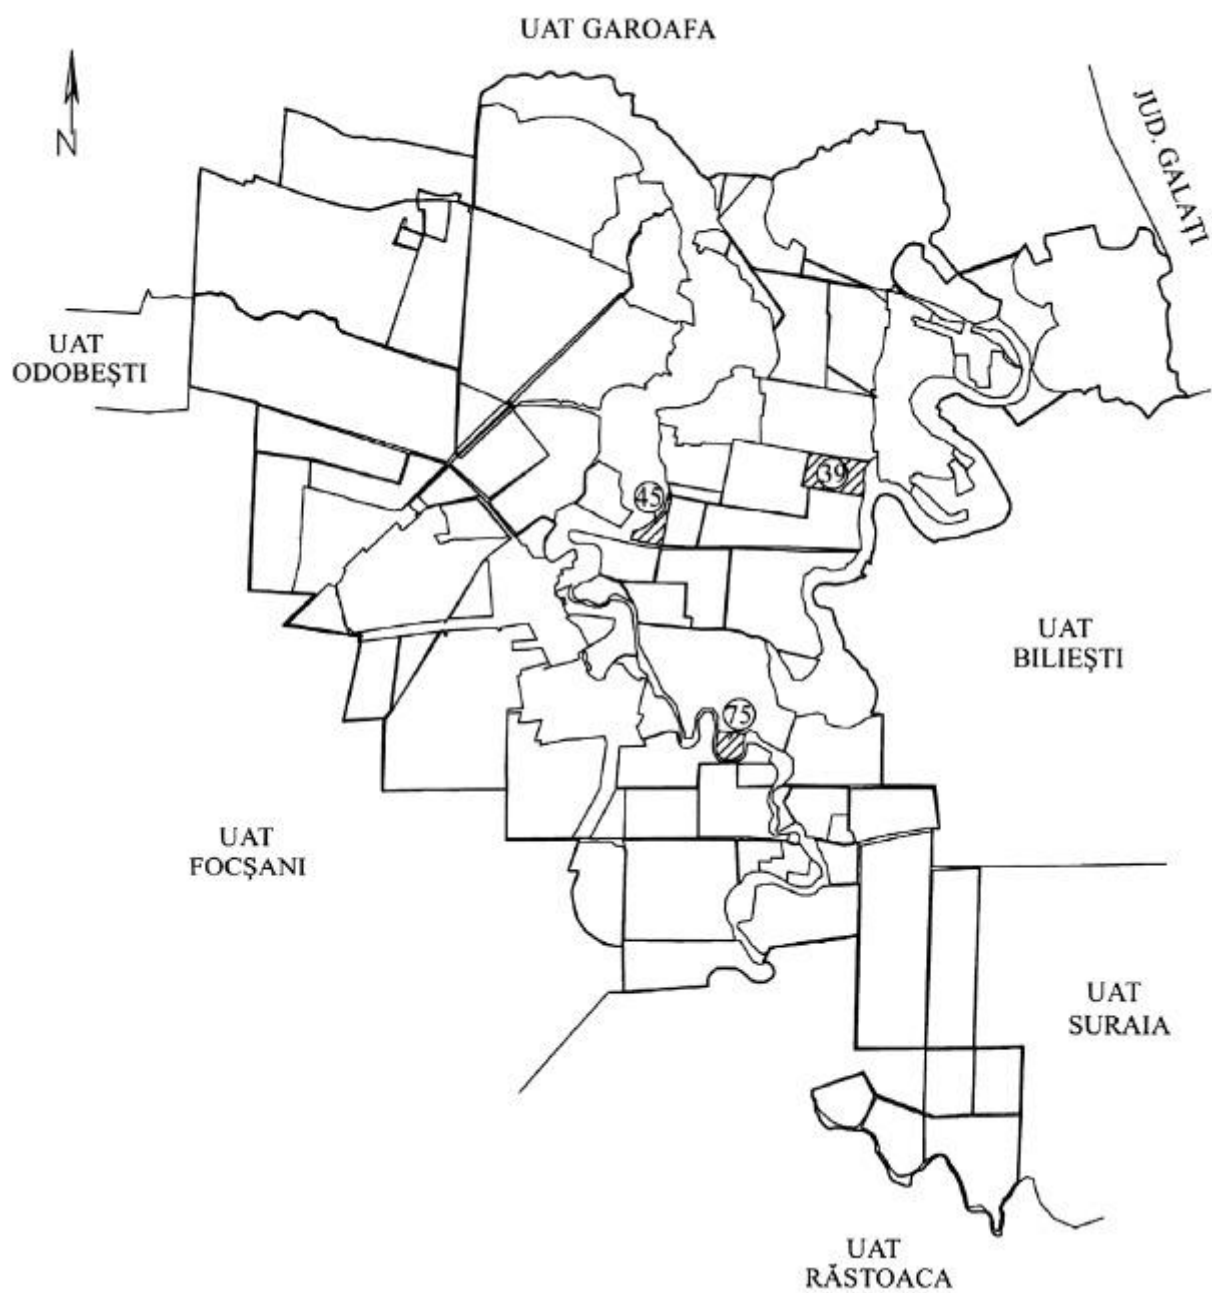 UAT GAROAFA
N
JUD. GALAȚI
UAT
ODOBEȘTI
39
45
UAT
BILIEȘTI
75
UAT
FOCȘANI
UAT
SURAIA
UAT
RĂSTOACA